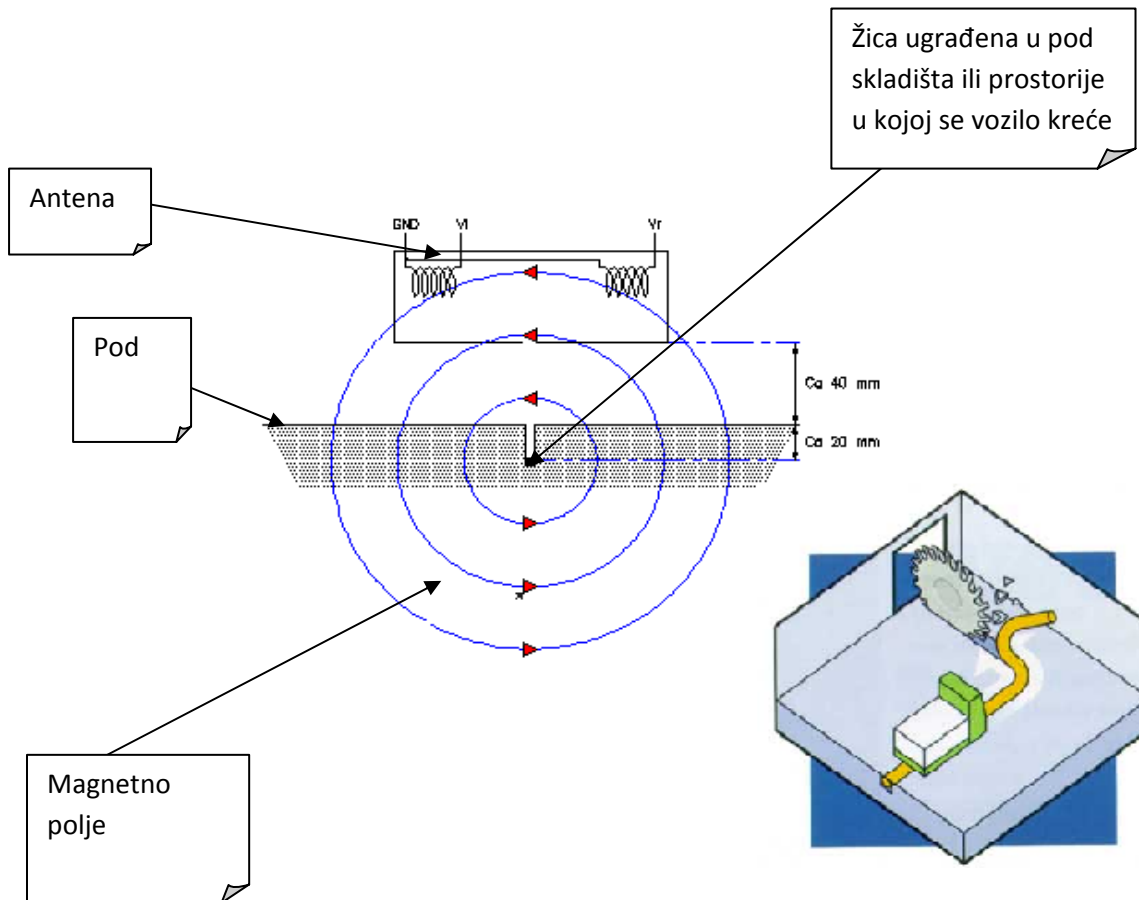 Žica ugrađena u pod
skladišta ili prostorije
u kojoj se vozilo kreće
Antena
GND Vl Vr
Pod
Ca 40 mm
Ca 20 mm
Magnetno
polje